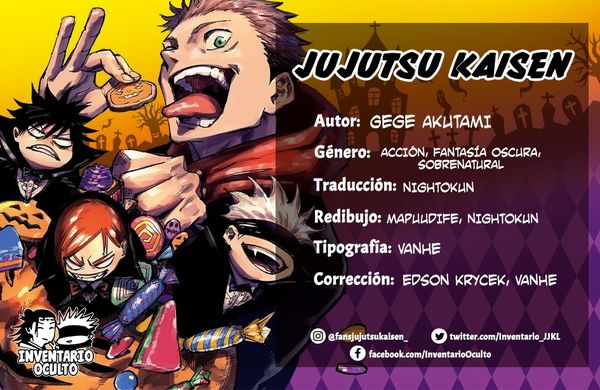 JUJUTSU KAISEN
Autor: GEGE AKUTAMI
Género: ACCIÓN, FANTASÍA OSCURA,
SOBRENATURAL
Traducción: NIGHTOKUN
Redibujo: MAPUUDIFE, NIGHTOKUN
Tipografía: VANHE
Corrección: EDSON KRYCEK, VANHE
@fansjujutsukaisen_ twitter.com/Inventario_JJKL
facebook.com/InventarioOculto
INVENTARIO
OCULTO